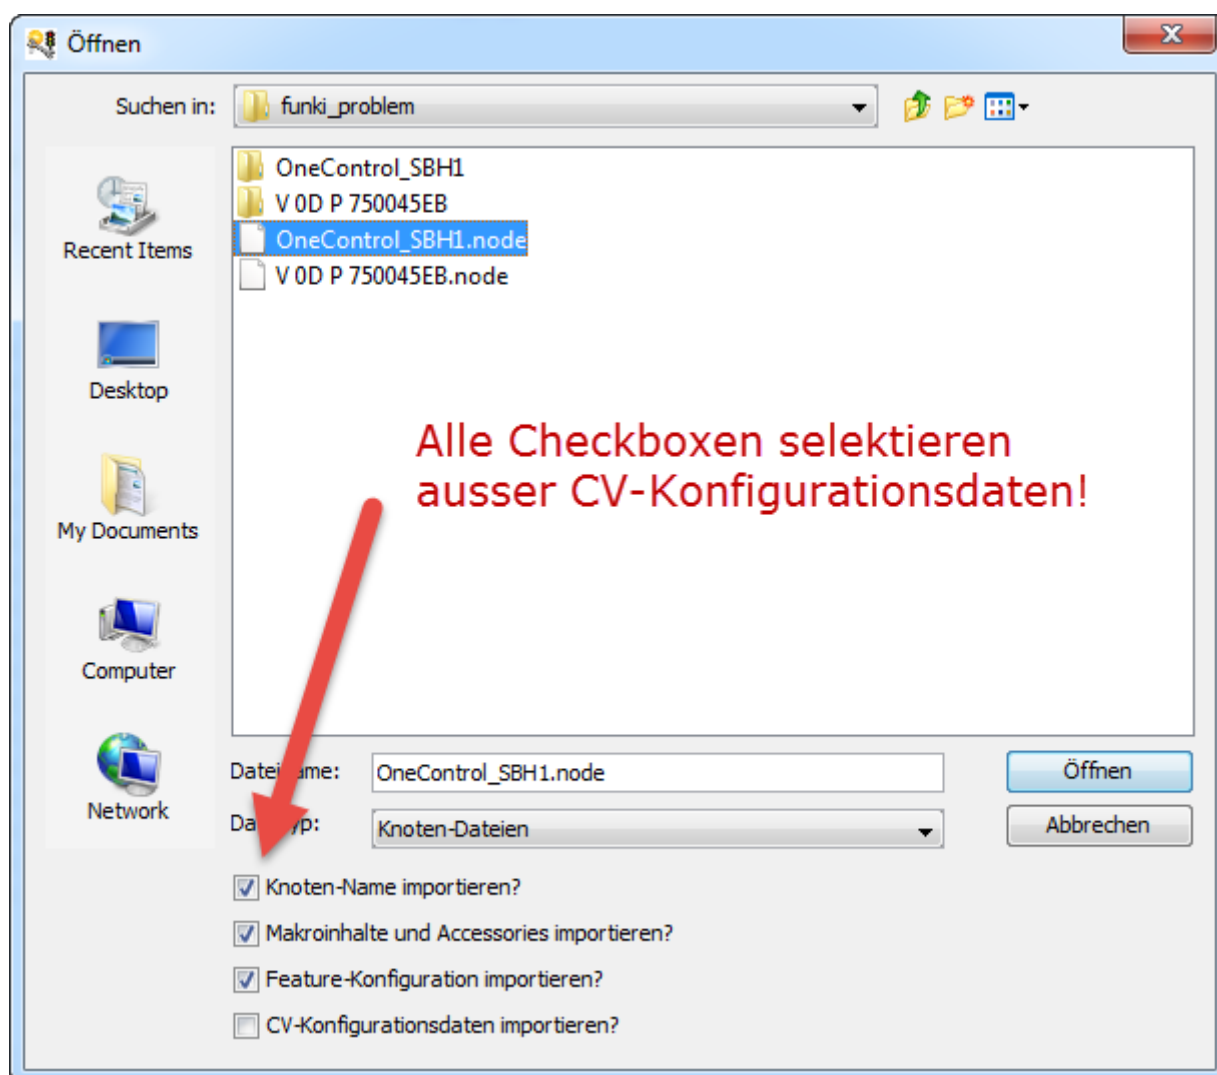 Öffnen
Suchen in:
funki_problem
OneControl_SBH1
V 0D P 750045EB
OneControl_SBH1.node
V 0D P 750045EB.node
Recent Items
Desktop
My Documents
Computer
Network
Alle Checkboxen selektieren
ausser CV-Konfigurationsdaten!
OneControl_SBH1.node
Öffnen
Knoten-Dateien
Abbrechen
Knoten-Name importieren?
Makroinhalte und Accessories importieren?
Feature-Konfiguration importieren?
CV-Konfigurationsdaten importieren?